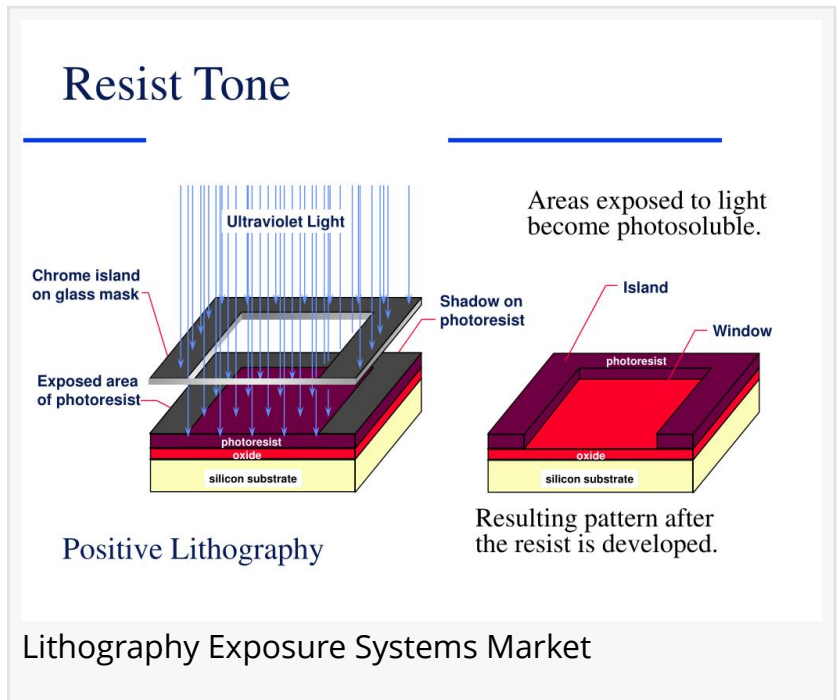 Resist Tone
Ultraviolet Light
Areas exposed to light
become photosoluble.
Chrome island
on glass mask
Shadow on
photoresist
Exposed area
of photoresist
photoresist
oxide
silicon substrate
Island
Window
photoresist
oxide
silicon substrate
Positive Lithography
Resulting pattern after
the resist is developed.
Lithography Exposure Systems Market